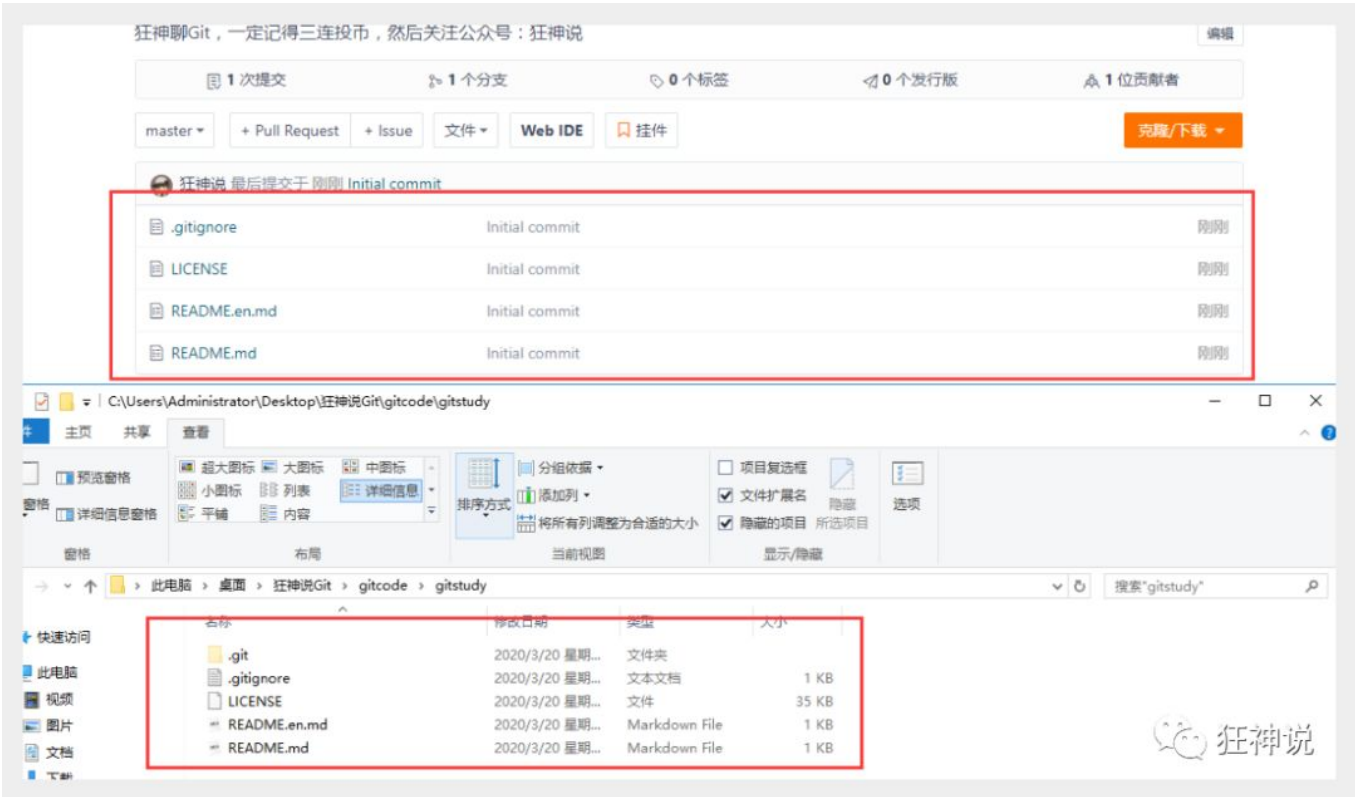 狂神聊Git，一定记得三连投币，然后关注公众号：狂神说 编辑
1 次提交 1 个分支 0 个标签 0 个发行版 1 位贡献者
master + Pull Request + Issue 文件 Web IDE 挂件 克隆/下载
狂神说 最后提交于 刚刚 Initial commit
.gitignore Initial commit 刚刚
LICENSE Initial commit 刚刚
README.en.md Initial commit 刚刚
README.md Initial commit 刚刚
C:\Users\Administrator\Desktop\狂神说Git\gitcode\gitstudy
件 主页 共享 查看
预览窗格 超大图标 大图标 中图标 分组依据 项目复选框
窗格 详细信息窗格 小图标 列表 详细信息 排序方式 添加列 文件扩展名 隐藏 选项
平铺 内容 将所有列调整为合适的大小 隐藏的项目 所选项目
窗格 布局 当前视图 显示/隐藏
此电脑 › 桌面 › 狂神说Git › gitcode › gitstudy 搜索"gitstudy"
名称 修改日期 类型 大小
快速访问
此电脑
视频
图片
文档
下载
.git 2020/3/20 星期... 文件夹
.gitignore 2020/3/20 星期... 文本文档 1 KB
LICENSE 2020/3/20 星期... 文件 35 KB
README.en.md 2020/3/20 星期... Markdown File 1 KB
README.md 2020/3/20 星期... Markdown File 1 KB
狂神说